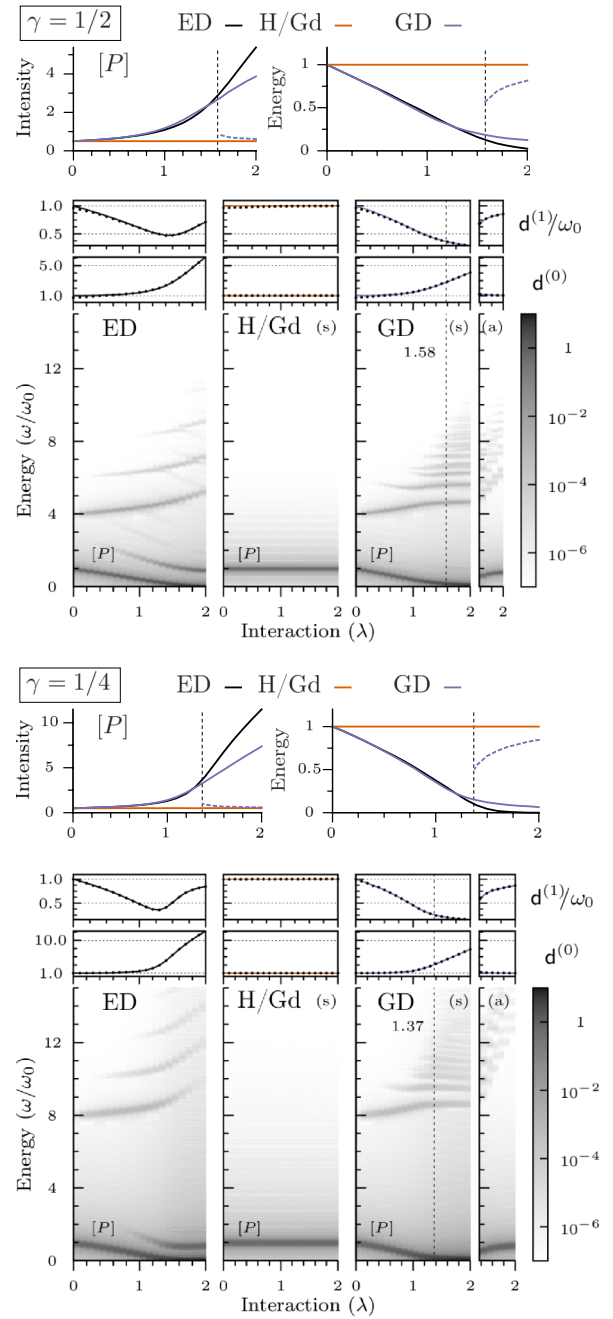 γ = 1/2
ED H/Gd GD
[P]
Intensity
4
2
0
0 1 2
Energy
1
0.5
0
0 1 2
1.0
0.5
d⁽¹⁾/ω₀
5.0
1.0
d⁽⁰⁾
ED H/Gd (s) GD (s) (a)
1.58
Energy (ω/ω₀)
12
8
4
0
[P] [P] [P]
1
10⁻²
10⁻⁴
10⁻⁶
0 1 2 0 1 2 0 1 2 2
Interaction (λ)
γ = 1/4
ED H/Gd GD
[P]
Intensity
10
5
0
0 1 2
Energy
1
0.5
0
0 1 2
1.0
0.5
d⁽¹⁾/ω₀
10.0
1.0
d⁽⁰⁾
ED H/Gd (s) GD (s) (a)
1.37
Energy (ω/ω₀)
12
8
4
0
[P] [P] [P]
1
10⁻²
10⁻⁴
10⁻⁶
0 1 2 0 1 2 0 1 2 2
Interaction (λ)